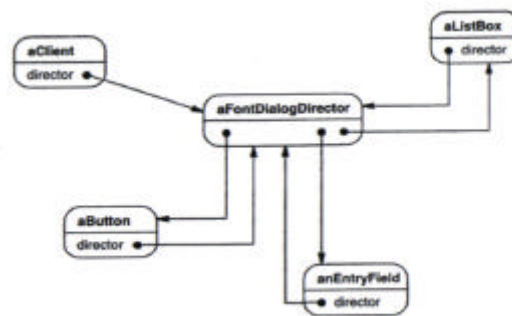 aClient
director
aListBox
director
aFontDialogDirector
aButton
director
anEntryField
director